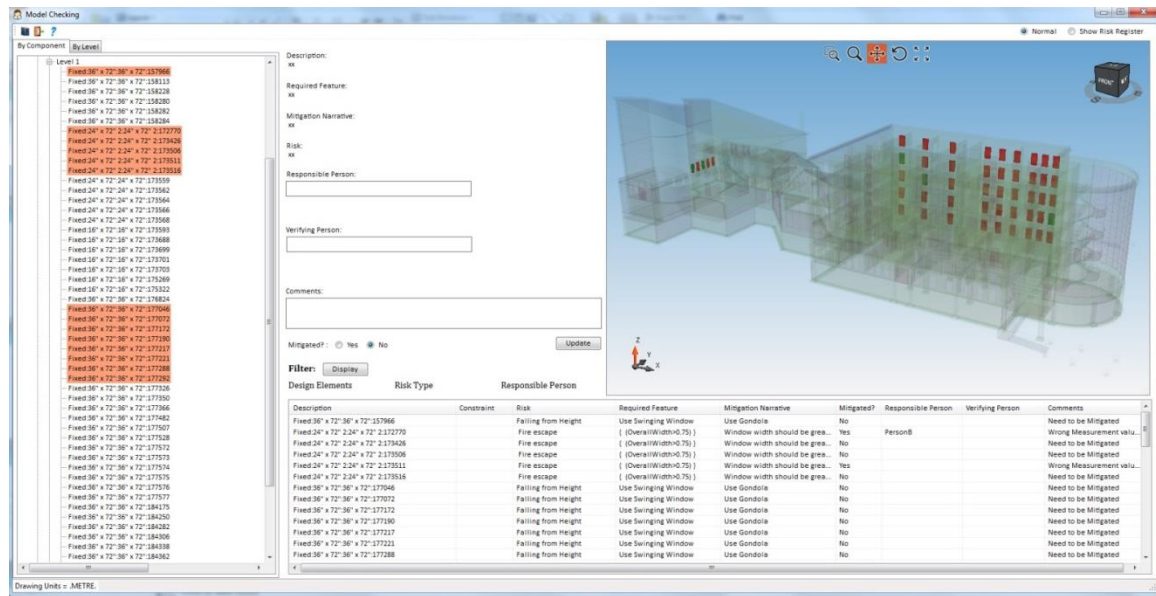 Model Checking
?
Normal Show Risk Register
By Component By Level
Level 1
Fixed:36" x 72":36" x 72":157966
Fixed:36" x 72":36" x 72":158113
Fixed:36" x 72":36" x 72":158228
Fixed:36" x 72":36" x 72":158280
Fixed:36" x 72":36" x 72":158282
Fixed:36" x 72":36" x 72":158284
Fixed:24" x 72" 2:24" x 72" 2:172770
Fixed:24" x 72" 2:24" x 72" 2:173426
Fixed:24" x 72" 2:24" x 72" 2:173506
Fixed:24" x 72" 2:24" x 72" 2:173511
Fixed:24" x 72" 2:24" x 72" 2:173516
Fixed:24" x 72":24" x 72":173559
Fixed:24" x 72":24" x 72":173562
Fixed:24" x 72":24" x 72":173564
Fixed:24" x 72":24" x 72":173566
Fixed:24" x 72":24" x 72":173568
Fixed:16" x 72":16" x 72":173593
Fixed:16" x 72":16" x 72":173688
Fixed:16" x 72":16" x 72":173699
Fixed:16" x 72":16" x 72":173701
Fixed:16" x 72":16" x 72":173703
Fixed:16" x 72":16" x 72":175269
Fixed:16" x 72":16" x 72":175322
Fixed:36" x 72":36" x 72":176824
Fixed:36" x 72":36" x 72":177046
Fixed:36" x 72":36" x 72":177072
Fixed:36" x 72":36" x 72":177172
Fixed:36" x 72":36" x 72":177190
Fixed:36" x 72":36" x 72":177217
Fixed:36" x 72":36" x 72":177221
Fixed:36" x 72":36" x 72":177288
Fixed:36" x 72":36" x 72":177292
Fixed:36" x 72":36" x 72":177326
Fixed:36" x 72":36" x 72":177350
Fixed:36" x 72":36" x 72":177366
Fixed:36" x 72":36" x 72":177482
Fixed:36" x 72":36" x 72":177507
Fixed:36" x 72":36" x 72":177528
Fixed:36" x 72":36" x 72":177572
Fixed:36" x 72":36" x 72":177573
Fixed:36" x 72":36" x 72":177574
Fixed:36" x 72":36" x 72":177575
Fixed:36" x 72":36" x 72":177576
Fixed:36" x 72":36" x 72":177577
Fixed:36" x 72":36" x 72":184175
Fixed:36" x 72":36" x 72":184250
Fixed:36" x 72":36" x 72":184282
Fixed:36" x 72":36" x 72":184306
Fixed:36" x 72":36" x 72":184338
Fixed:36" x 72":36" x 72":184362
Description:
xx
Required Feature:
xx
Mitigation Narrative:
xx
Risk:
xx
Responsible Person:
Verifying Person:
Comments:
Mitigated? : Yes No Update
Filter: Display
Design Elements Risk Type Responsible Person
FRONT
Z
Y
X
Description Constraint Risk Required Feature Mitigation Narrative Mitigated? Responsible Person Verifying Person Comments
Fixed:36" x 72":36" x 72":157966 Falling from Height Use Swinging Window Use Gondola No Need to be Mitigated
Fixed:24" x 72" 2:24" x 72" 2:172770 Fire escape { (OverallWidth>0.75) } Window width should be grea... Yes PersonB Wrong Measurement valu...
Fixed:24" x 72" 2:24" x 72" 2:173426 Fire escape { (OverallWidth>0.75) } Window width should be grea... No Need to be Mitigated
Fixed:24" x 72" 2:24" x 72" 2:173506 Fire escape { (OverallWidth>0.75) } Window width should be grea... No Need to be Mitigated
Fixed:24" x 72" 2:24" x 72" 2:173511 Fire escape { (OverallWidth>0.75) } Window width should be grea... Yes Wrong Measurement valu...
Fixed:24" x 72" 2:24" x 72" 2:173516 Fire escape { (OverallWidth>0.75) } Window width should be grea... No Need to be Mitigated
Fixed:36" x 72":36" x 72":177046 Falling from Height Use Swinging Window Use Gondola No Need to be Mitigated
Fixed:36" x 72":36" x 72":177072 Falling from Height Use Swinging Window Use Gondola No Need to be Mitigated
Fixed:36" x 72":36" x 72":177172 Falling from Height Use Swinging Window Use Gondola No Need to be Mitigated
Fixed:36" x 72":36" x 72":177190 Falling from Height Use Swinging Window Use Gondola No Need to be Mitigated
Fixed:36" x 72":36" x 72":177217 Falling from Height Use Swinging Window Use Gondola No Need to be Mitigated
Fixed:36" x 72":36" x 72":177221 Falling from Height Use Swinging Window Use Gondola No Need to be Mitigated
Fixed:36" x 72":36" x 72":177288 Falling from Height Use Swinging Window Use Gondola No Need to be Mitigated
Drawing Units = .METRE.